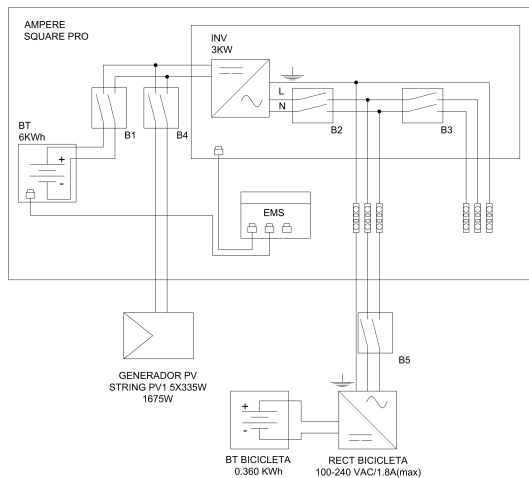 AMPERE
SQUARE PRO
INV
3KW
L
N
B1
B4
B2
B3
BT
6KWh
+
-
EMS
B5
GENERADOR PV
STRING PV1 5X335W
1675W
+
-
BT BICICLETA
0.360 KWh
RECT BICICLETA
100-240 VAC/1.8A(max)